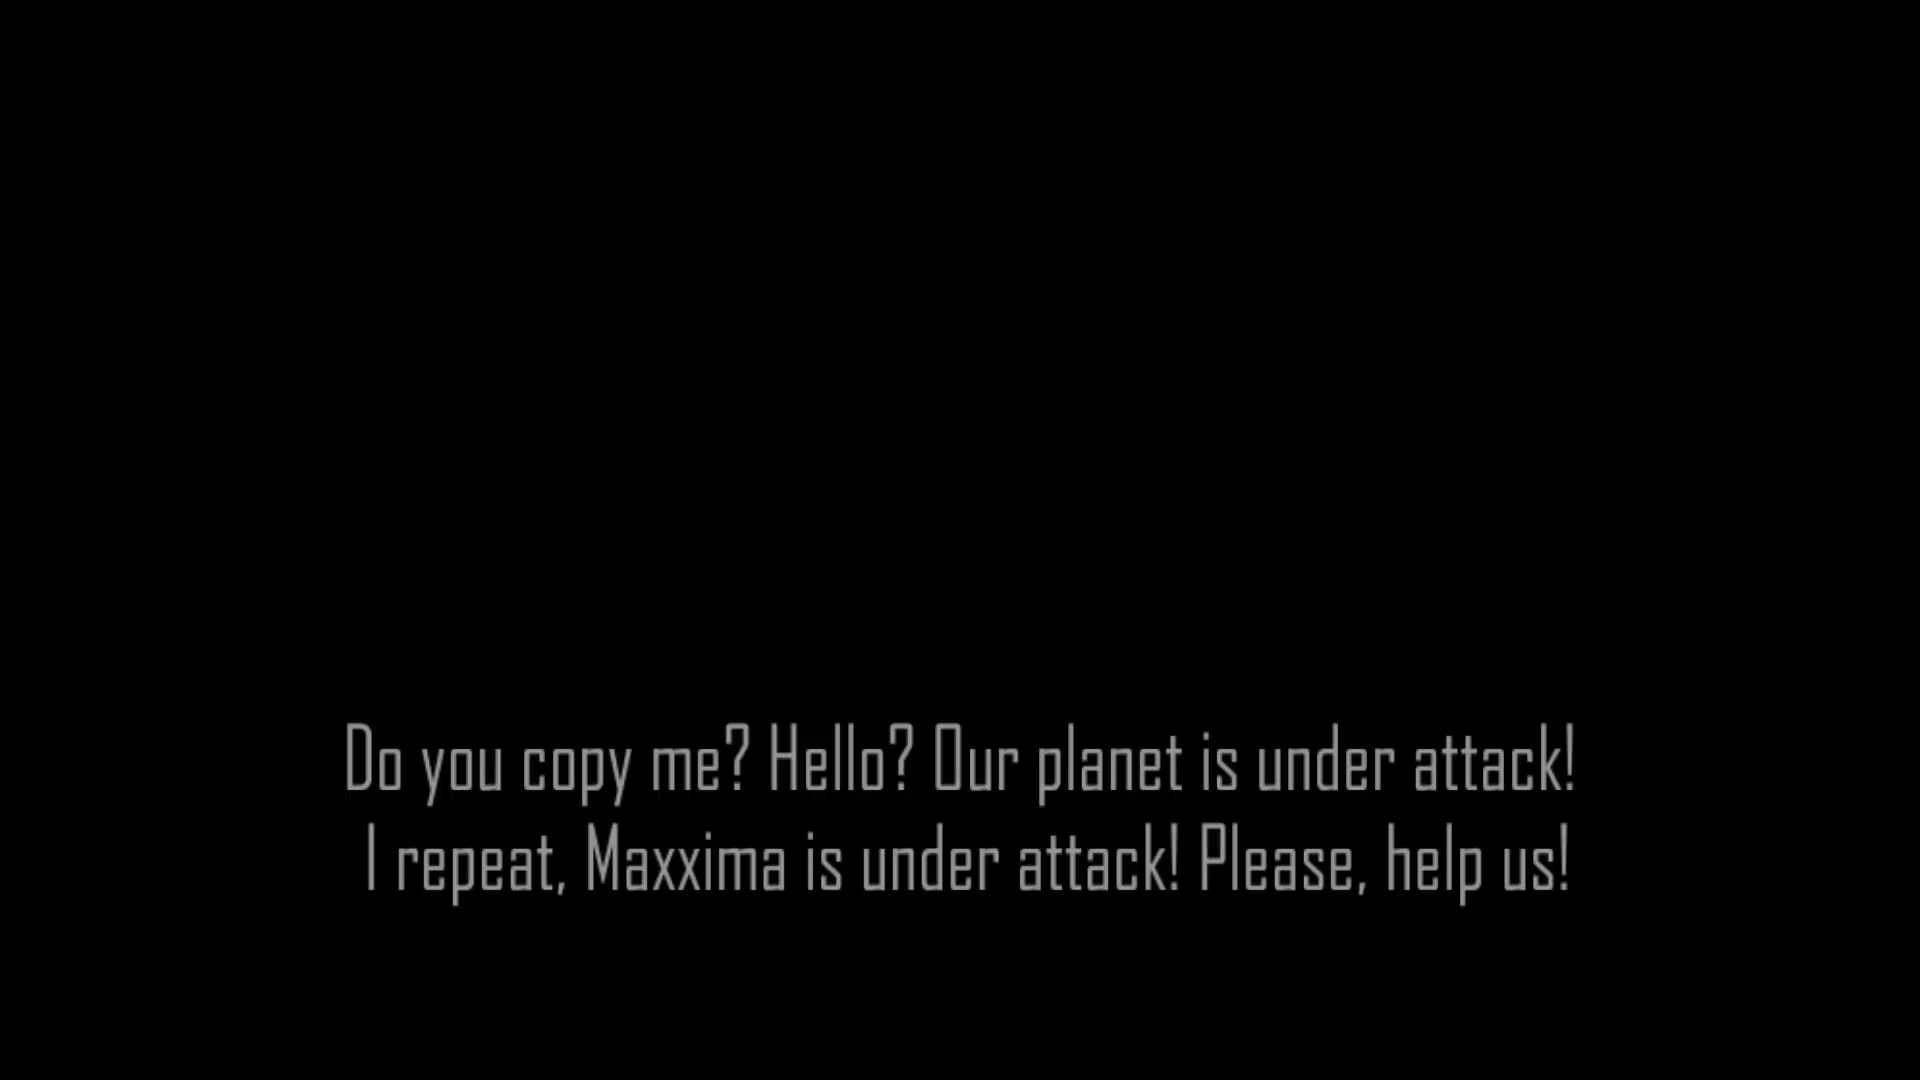 Do you copy me? Hello? Our planet is under attack!
I repeat, Maxxima is under attack! Please, help us!